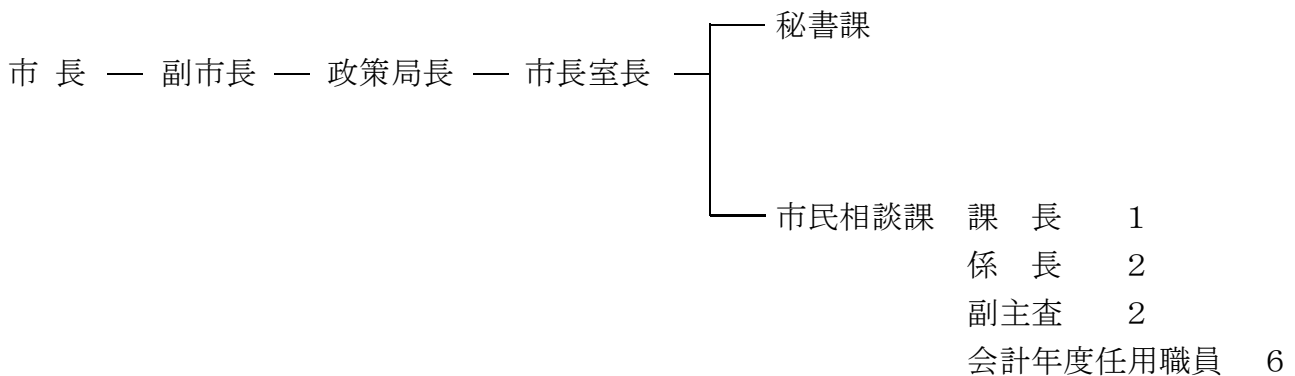 秘書課
市 長 ― 副市長 ― 政策局長 ― 市長室長
市民相談課 課 長 1
係 長 2
副主査 2
会計年度任用職員 6